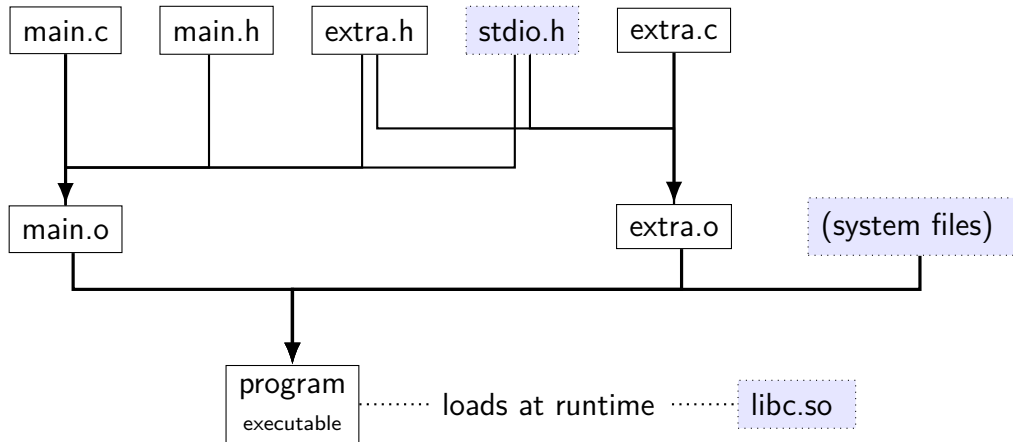 main.c
main.h
extra.h
stdio.h
extra.c
main.o
extra.o
(system files)
program
executable
loads at runtime
libc.so